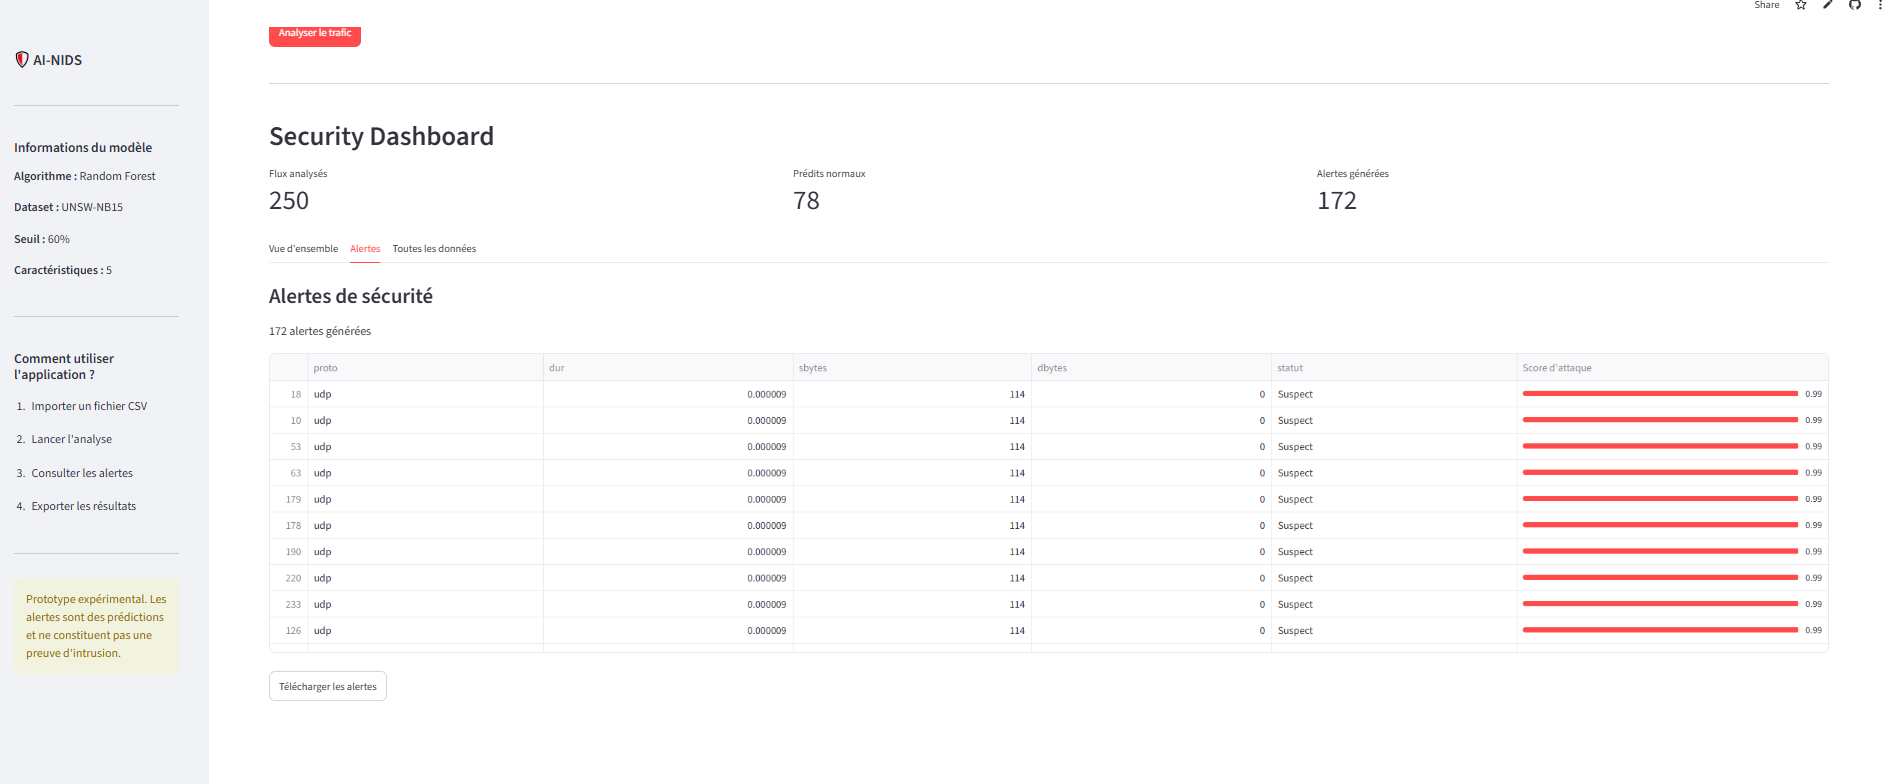 Share
AI-NIDS
Informations du modèle
Algorithme : Random Forest
Dataset : UNSW-NB15
Seuil : 60%
Caractéristiques : 5
Comment utiliser
l'application ?
1. Importer un fichier CSV
2. Lancer l'analyse
3. Consulter les alertes
4. Exporter les résultats
Prototype expérimental. Les
alertes sont des prédictions
et ne constituent pas une
preuve d'intrusion.
Analyser le trafic
Security Dashboard
Flux analysés Prédits normaux Alertes générées
250 78 172
Vue d'ensemble Alertes Toutes les données
Alertes de sécurité
172 alertes générées
proto dur sbytes dbytes statut Score d'attaque
18 udp 0.000009 114 0 Suspect 0.99
10 udp 0.000009 114 0 Suspect 0.99
53 udp 0.000009 114 0 Suspect 0.99
63 udp 0.000009 114 0 Suspect 0.99
179 udp 0.000009 114 0 Suspect 0.99
178 udp 0.000009 114 0 Suspect 0.99
190 udp 0.000009 114 0 Suspect 0.99
220 udp 0.000009 114 0 Suspect 0.99
233 udp 0.000009 114 0 Suspect 0.99
126 udp 0.000009 114 0 Suspect 0.99
Télécharger les alertes